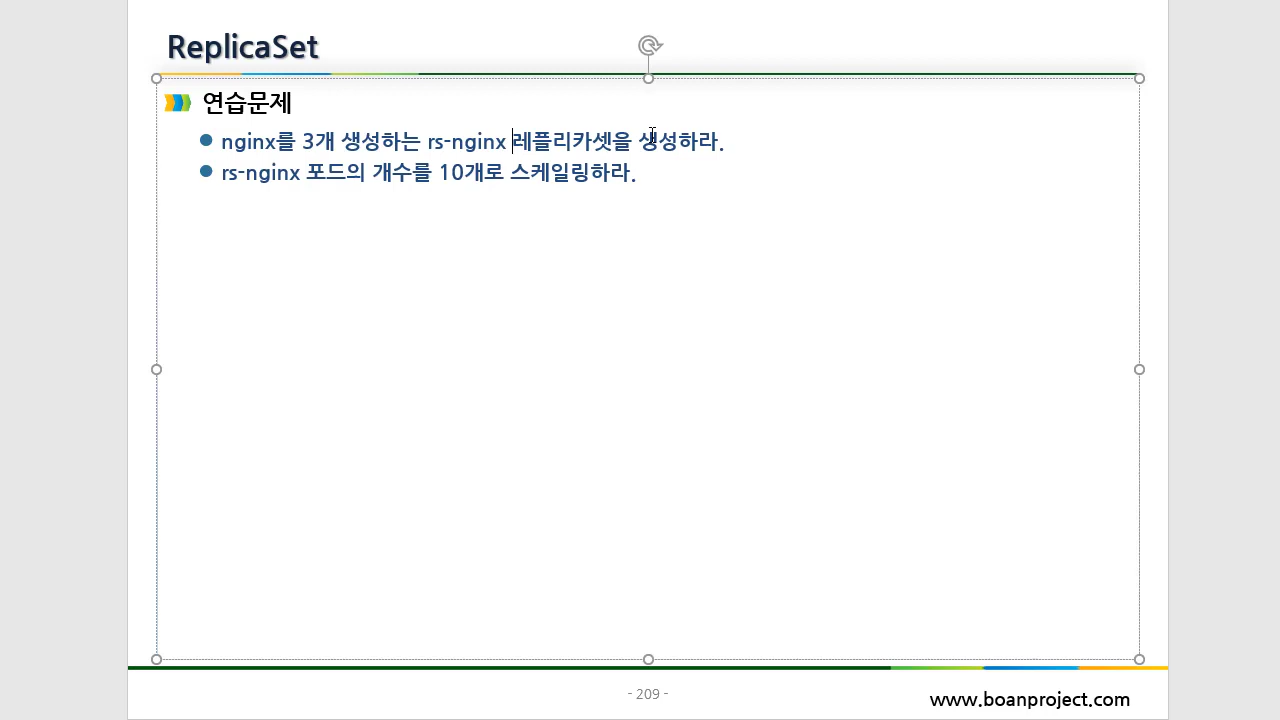 ReplicaSet
연습문제
nginx를 3개 생성하는 rs-nginx 레플리카셋을 생성하라.
rs-nginx 포드의 개수를 10개로 스케일링하라.
- 209 -
www.boanproject.com